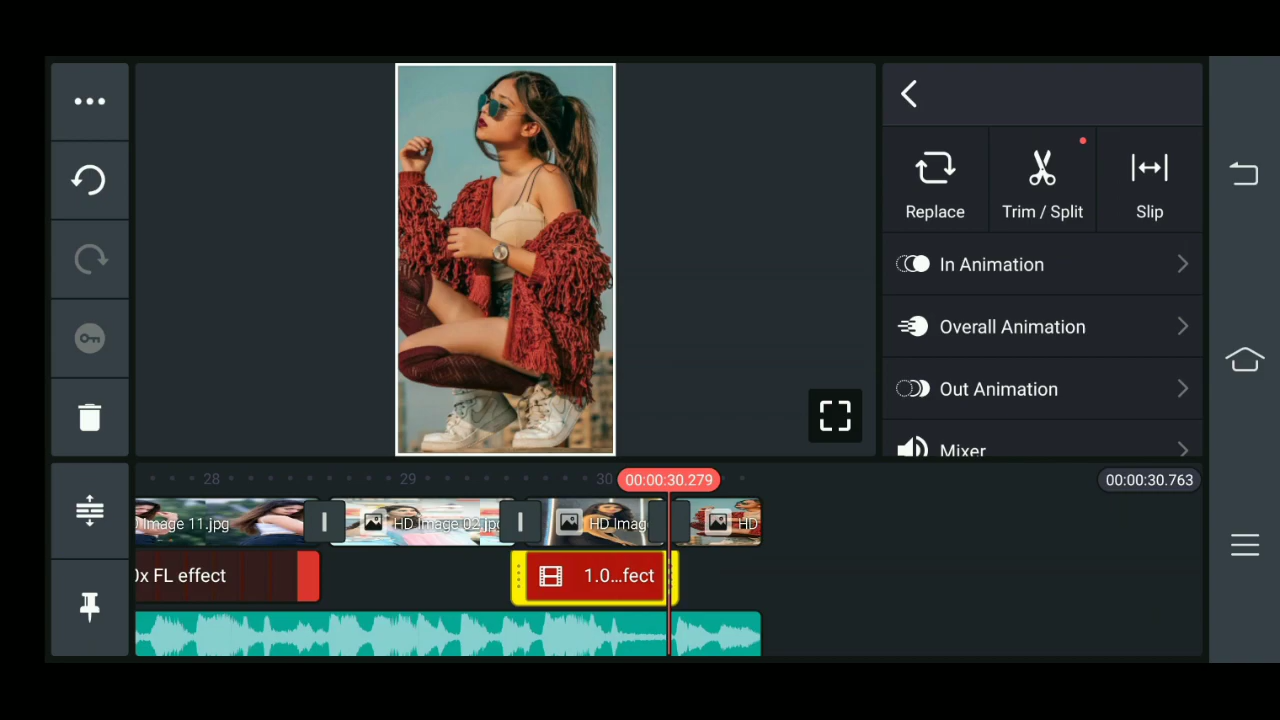 Replace
Trim / Split
Slip
In Animation
Overall Animation
Out Animation
Mixer
28
29
30
00:00:30.279
00:00:30.763
Image 11.jpg
HD Image 02.jpg
HD Imag
HD
0x FL effect
1.0...fect